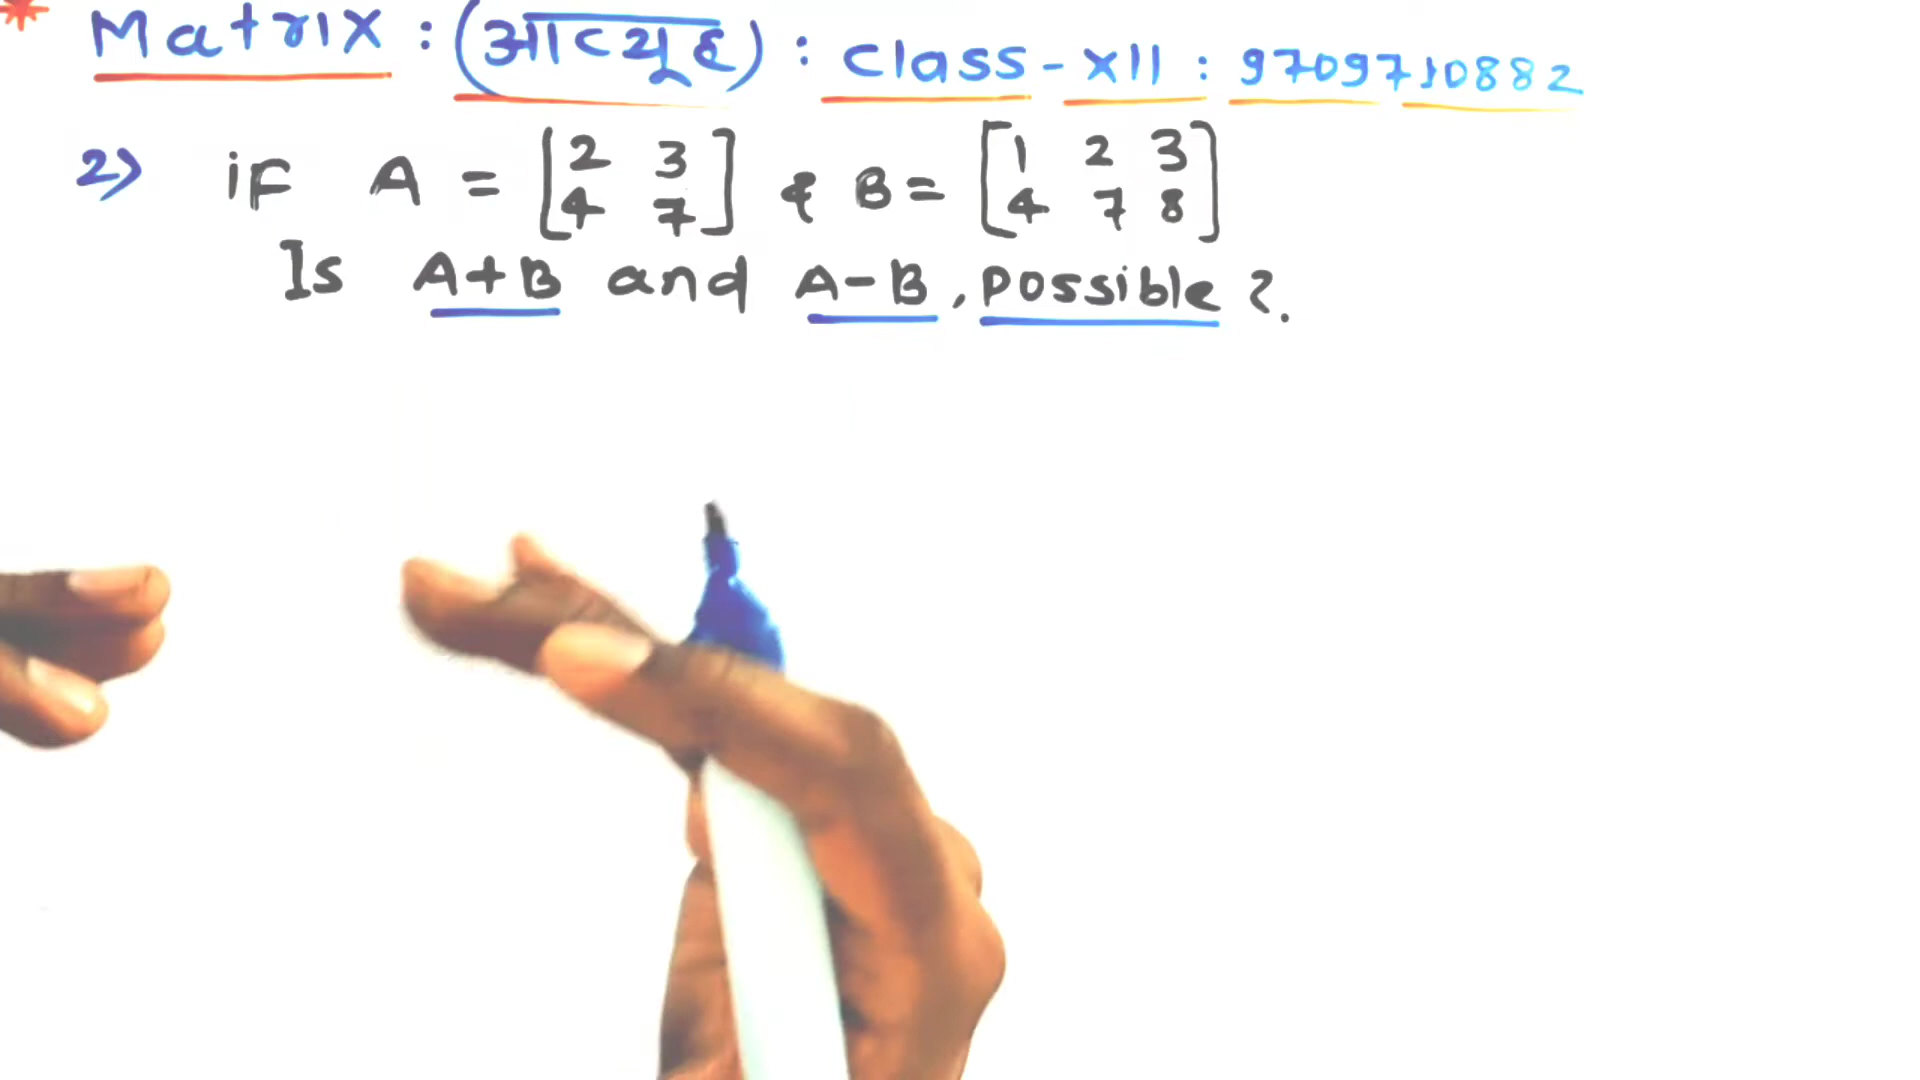 * Matrix : (आव्यूह) : Class - XII : 9709710882
2) if A = [2 3 4 7] & B = [1 2 3 4 7 8]
Is A+B and A-B, possible ?.